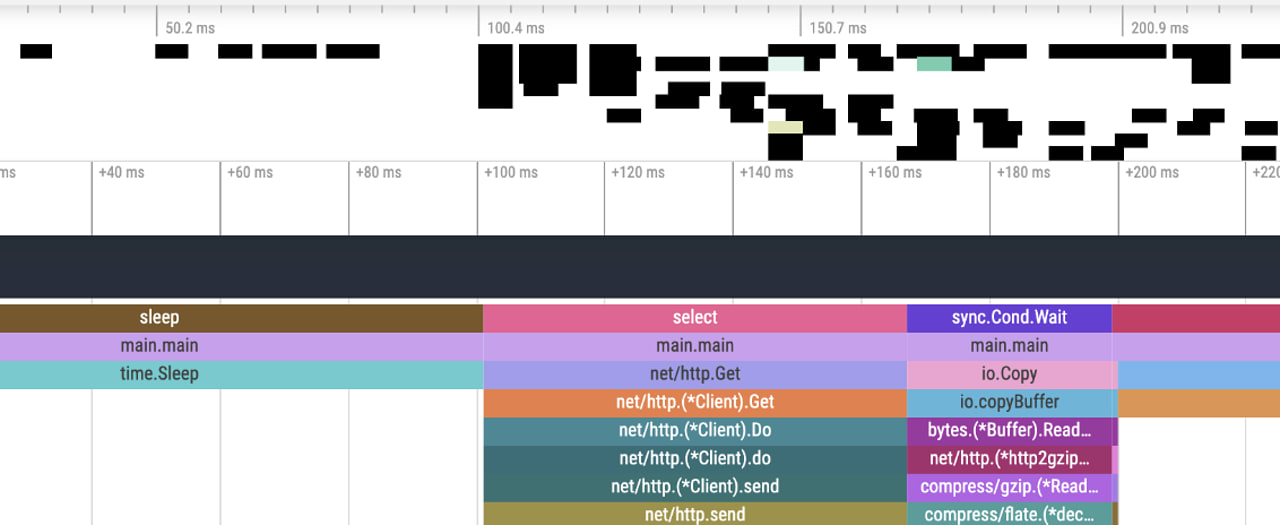 50.2 ms 100.4 ms 150.7 ms 200.9 ms
ms +40 ms +60 ms +80 ms +100 ms +120 ms +140 ms +160 ms +180 ms +200 ms +220
sleep select sync.Cond.Wait
main.main main.main main.main
time.Sleep net/http.Get io.Copy
net/http.(*Client).Get io.copyBuffer
net/http.(*Client).Do bytes.(*Buffer).Read…
net/http.(*Client).do net/http.(*http2gzip…
net/http.(*Client).send compress/gzip.(*Read…
net/http.send compress/flate.(*dec…